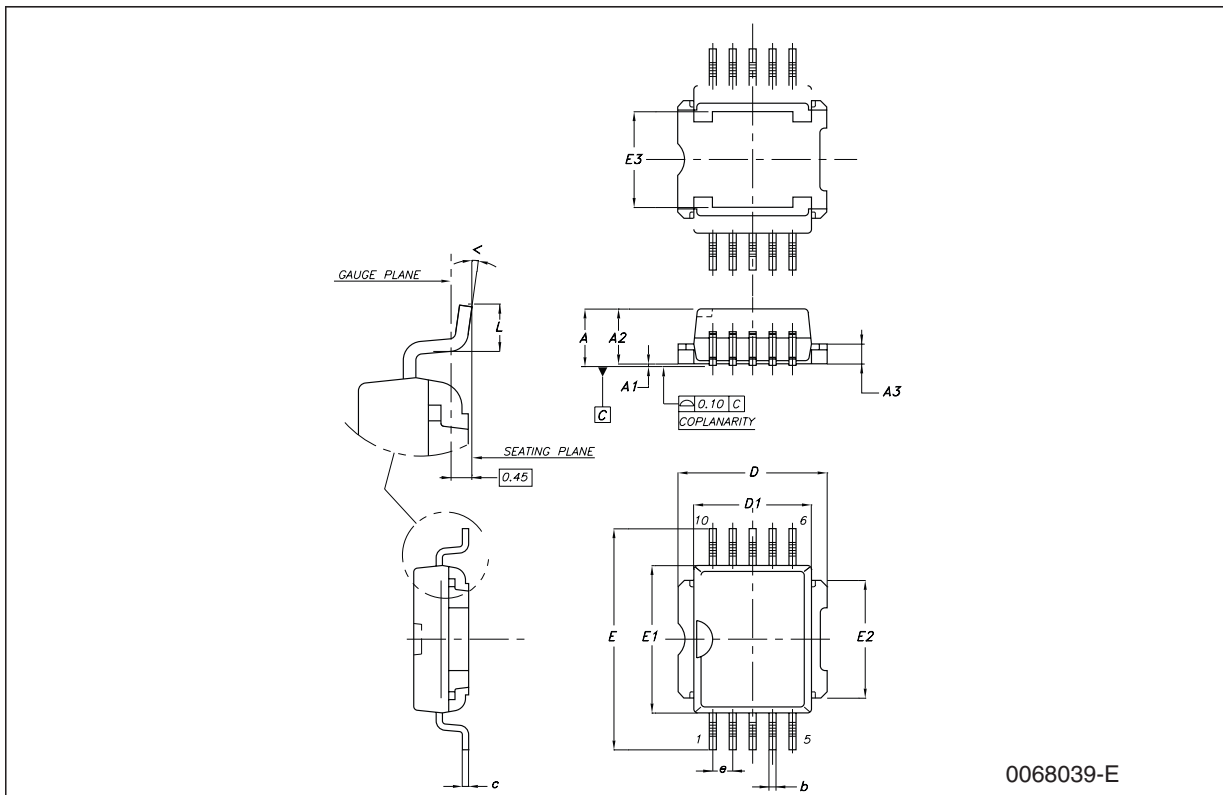 E3
V
GAUGE PLANE
L
A
A2
A1
A3
C
0.10 C
COPLANARITY
SEATING PLANE
0.45
D
D1
10
6
E
E1
E2
1
5
e
b
c
0068039-E